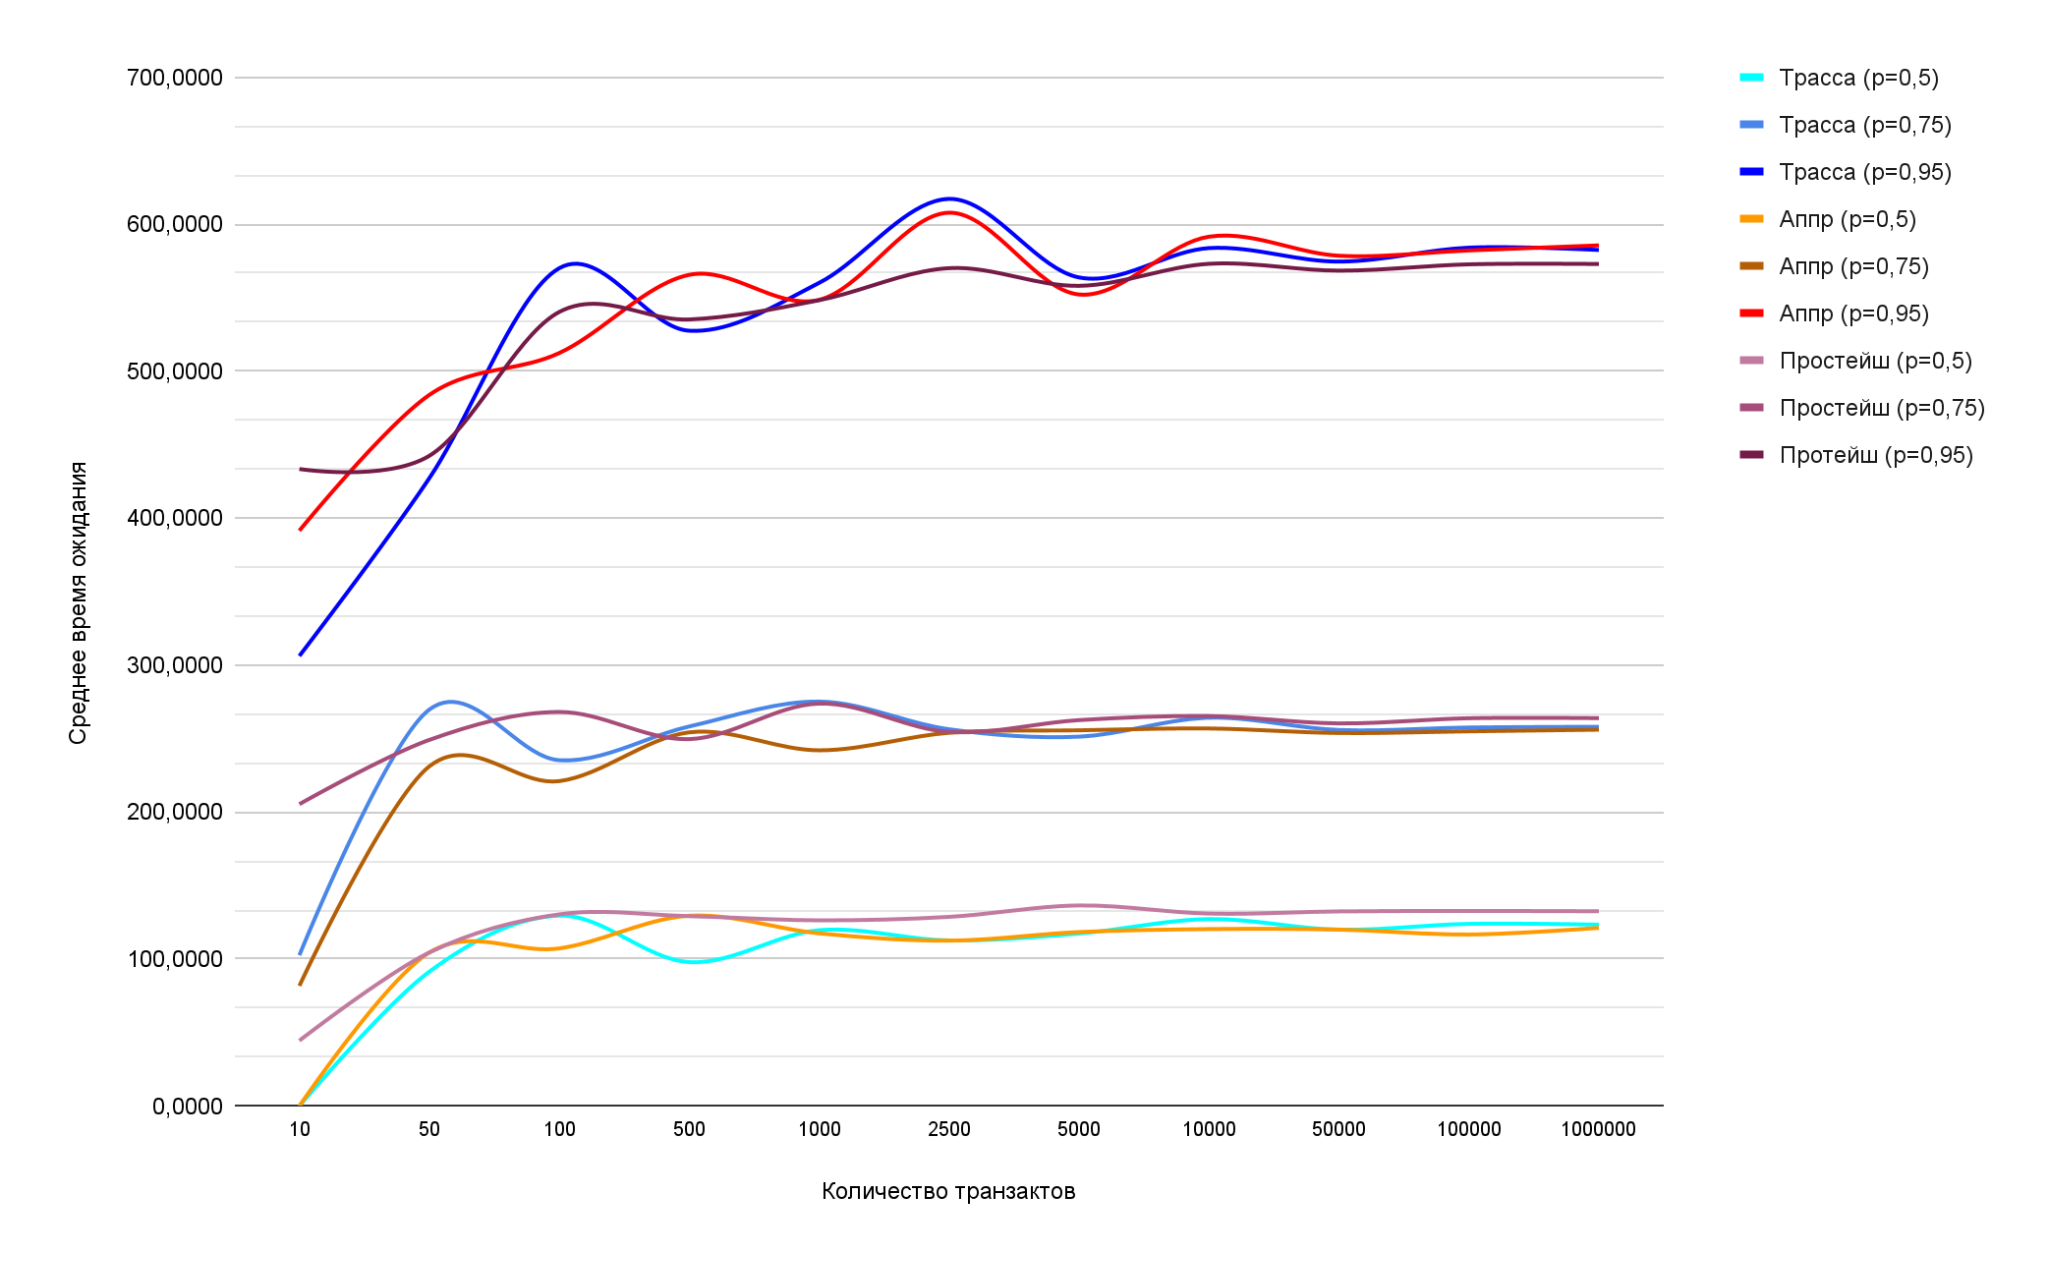 700,0000
600,0000
500,0000
400,0000
300,0000
200,0000
100,0000
0,0000
Среднее время ожидания
10 50 100 500 1000 2500 5000 10000 50000 100000 1000000
Количество транзактов
Трасса (p=0,5)
Трасса (p=0,75)
Трасса (p=0,95)
Аппр (p=0,5)
Аппр (p=0,75)
Аппр (p=0,95)
Простейш (p=0,5)
Простейш (p=0,75)
Протейш (p=0,95)